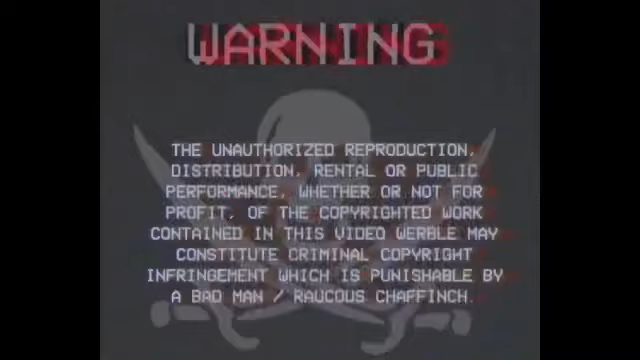 WARNING
THE UNAUTHORIZED REPRODUCTION,
DISTRIBUTION, RENTAL OR PUBLIC
PERFORMANCE, WHETHER OR NOT FOR
PROFIT, OF THE COPYRIGHTED WORK
CONTAINED IN THIS VIDEO WERBLE MAY
CONSTITUTE CRIMINAL COPYRIGHT
INFRINGEMENT WHICH IS PUNISHABLE BY
A BAD MAN / RAUCOUS CHAFFINCH.